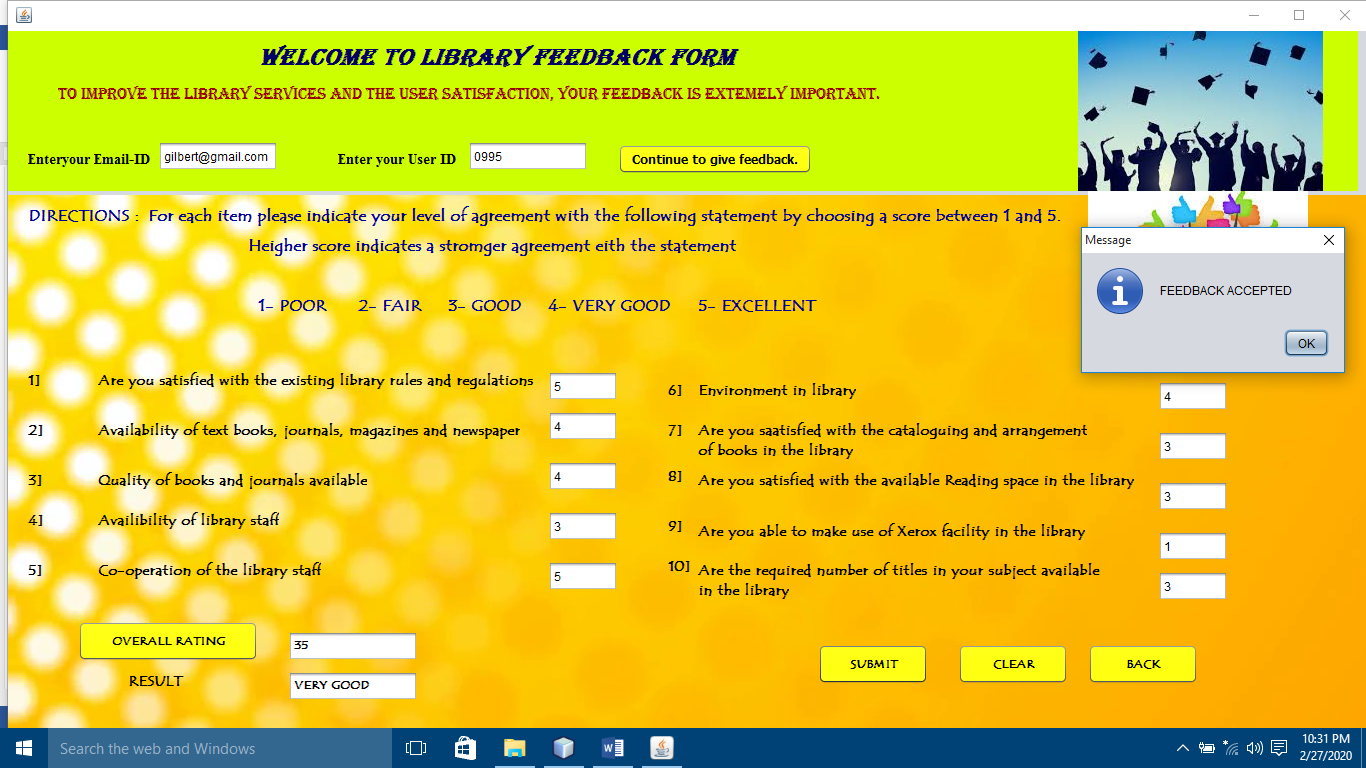 WELCOME TO LIBRARY FEEDBACK FORM
TO IMPROVE THE LIBRARY SERVICES AND THE USER SATISFACTION, YOUR FEEDBACK IS EXTEMELY IMPORTANT.
Enteryour Email-ID gilbert@gmail.com Enter your User ID 0995 Continue to give feedback.
DIRECTIONS : For each item please indicate your level of agreement with the following statement by choosing a score between 1 and 5.
Heigher score indicates a stromger agreement eith the statement
1- POOR 2- FAIR 3- GOOD 4- VERY GOOD 5- EXCELLENT
Message
FEEDBACK ACCEPTED
OK
1] Are you satisfied with the existing library rules and regulations 5
2] Availability of text books, journals, magazines and newspaper 4
3] Quality of books and journals available 4
4] Availibility of library staff 3
5] Co-operation of the library staff 5
6] Environment in library 4
7] Are you saatisfied with the cataloguing and arrangement
of books in the library 3
8] Are you satisfied with the available Reading space in the library 3
9] Are you able to make use of Xerox facility in the library 1
10] Are the required number of titles in your subject available
in the library 3
OVERALL RATING 35
RESULT VERY GOOD
SUBMIT CLEAR BACK
Search the web and Windows
10:31 PM
2/27/2020